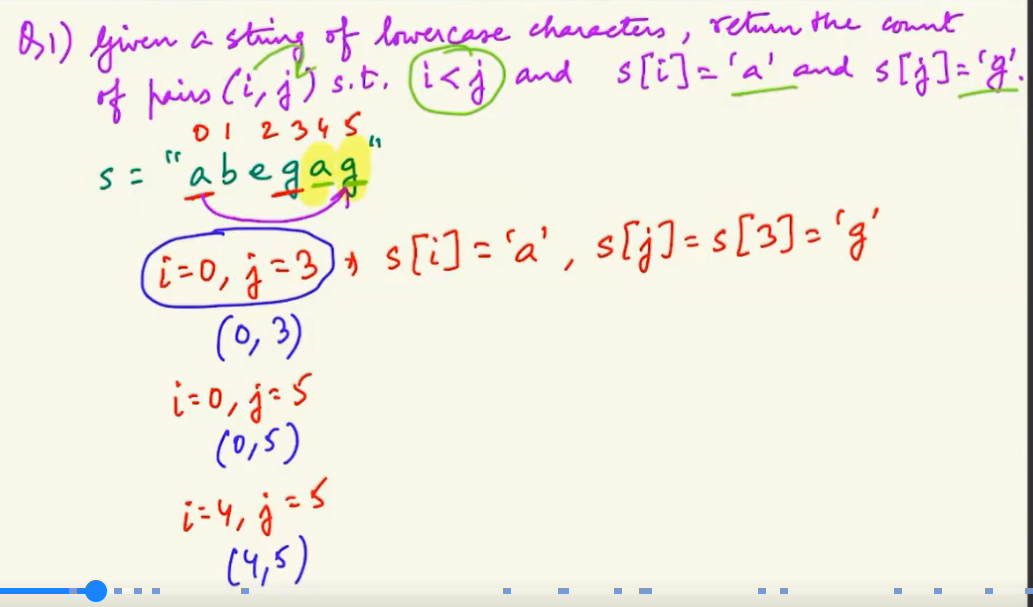 Q.1) Given a string of lowercase characters, return the count
of pairs (i, j) s.t. i<j and s[i]='a' and s[j]='g'.
0 1 2 3 4 5
s = "abegag"
i=0, j=3 → s[i]='a', s[j]=s[3]='g'
(0, 3)
i=0, j=5
(0,5)
i=4, j=5
(4,5)